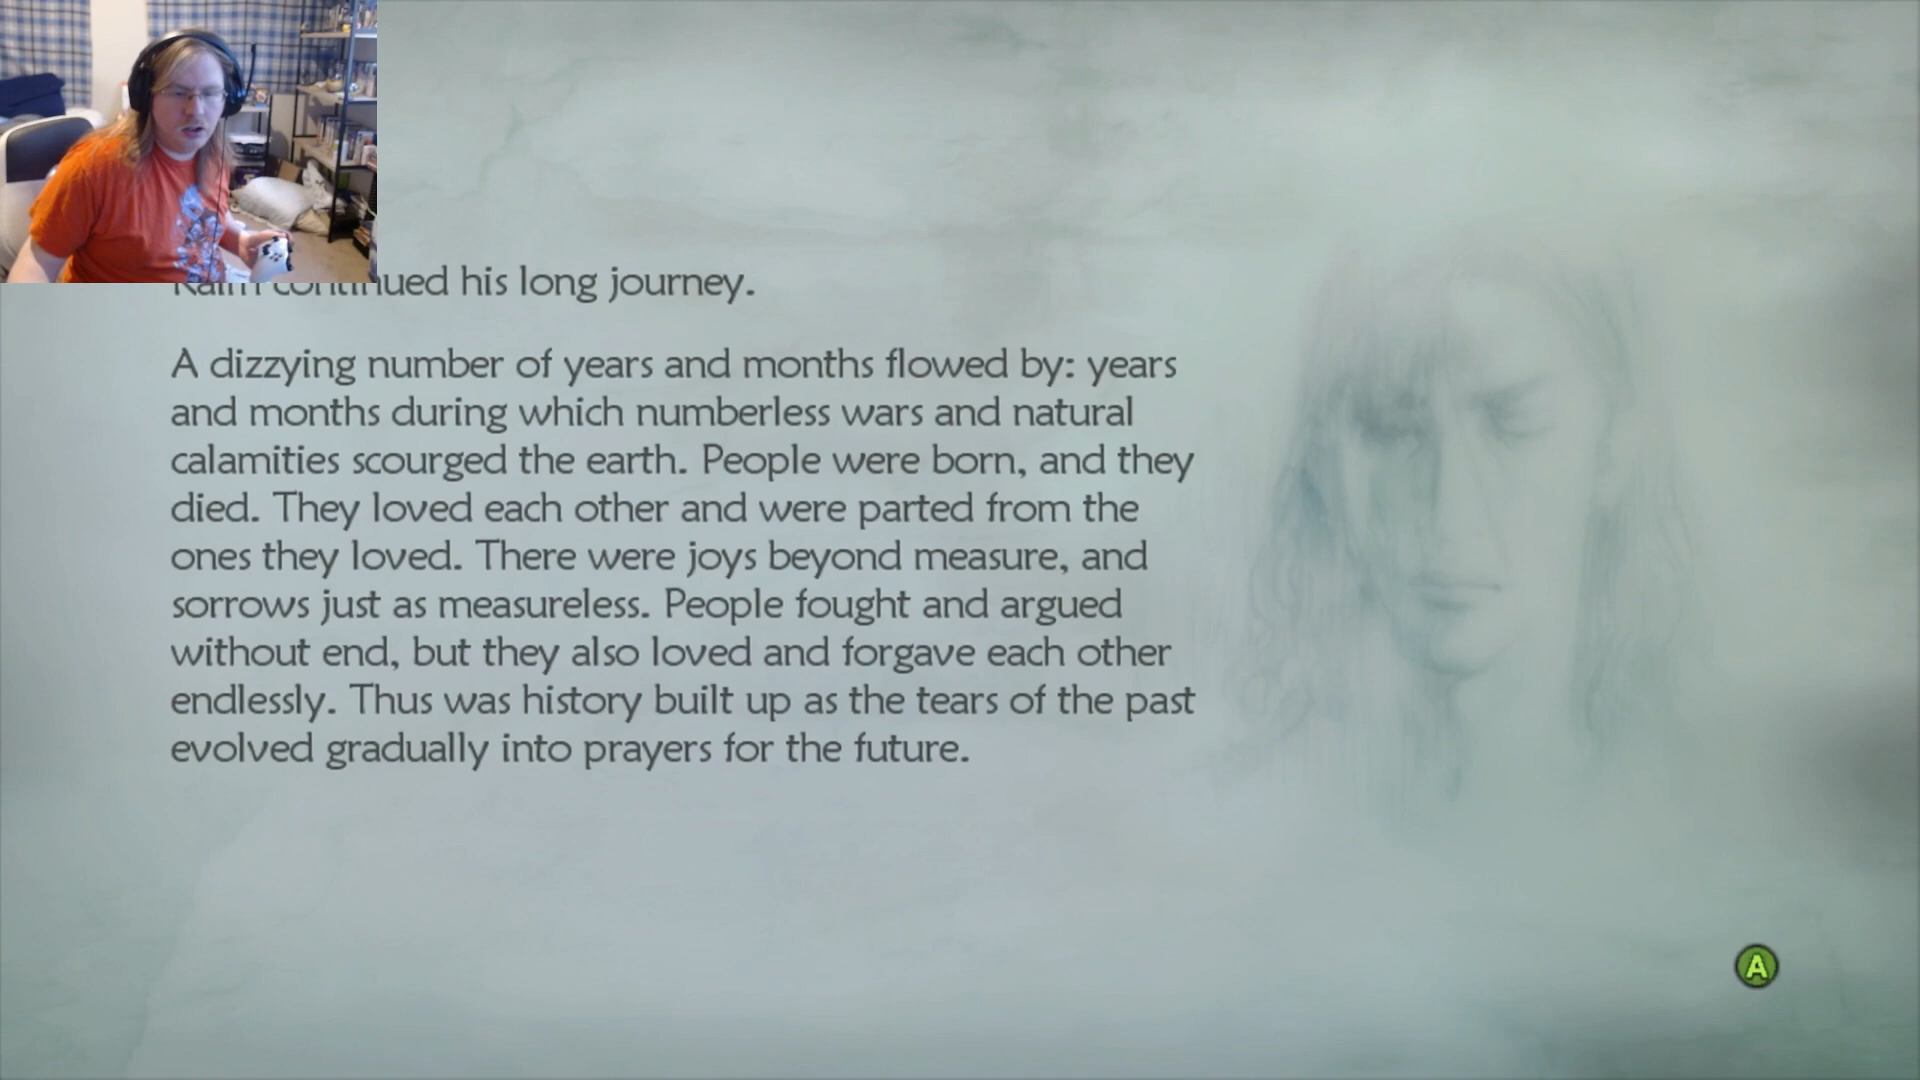 Kaim continued his long journey.
A dizzying number of years and months flowed by: years
and months during which numberless wars and natural
calamities scourged the earth. People were born, and they
died. They loved each other and were parted from the
ones they loved. There were joys beyond measure, and
sorrows just as measureless. People fought and argued
without end, but they also loved and forgave each other
endlessly. Thus was history built up as the tears of the past
evolved gradually into prayers for the future.
A